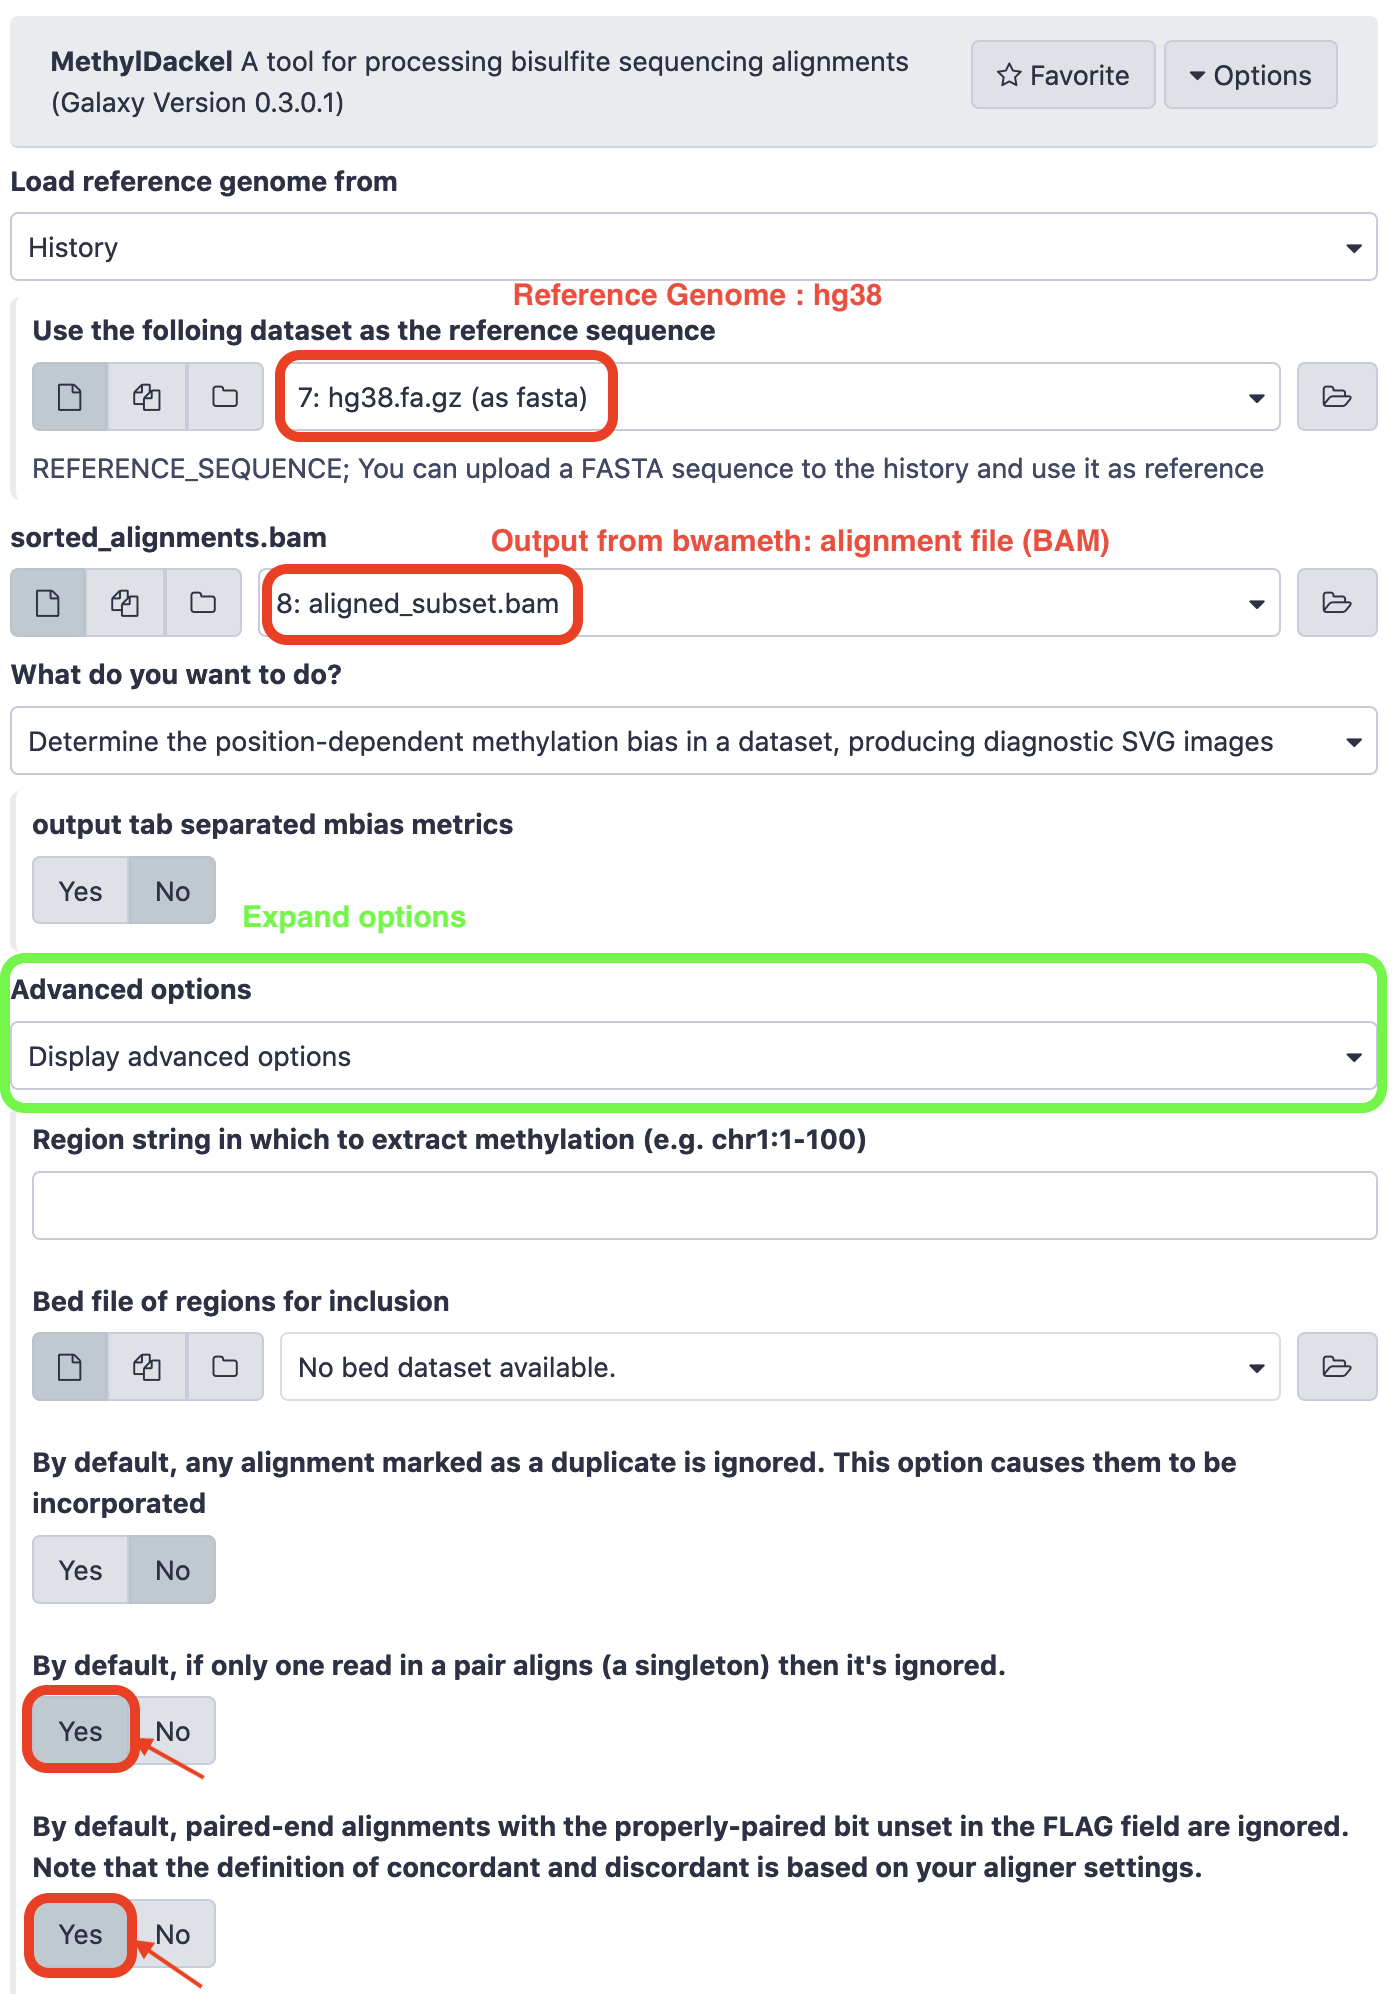 MethylDackel A tool for processing bisulfite sequencing alignments
(Galaxy Version 0.3.0.1)
Favorite
Options
Load reference genome from
History
Reference Genome : hg38
Use the folloing dataset as the reference sequence
7: hg38.fa.gz (as fasta)
REFERENCE_SEQUENCE; You can upload a FASTA sequence to the history and use it as reference
sorted_alignments.bam
Output from bwameth: alignment file (BAM)
8: aligned_subset.bam
What do you want to do?
Determine the position-dependent methylation bias in a dataset, producing diagnostic SVG images
output tab separated mbias metrics
Yes No
Expand options
Advanced options
Display advanced options
Region string in which to extract methylation (e.g. chr1:1-100)
Bed file of regions for inclusion
No bed dataset available.
By default, any alignment marked as a duplicate is ignored. This option causes them to be
incorporated
Yes No
By default, if only one read in a pair aligns (a singleton) then it's ignored.
Yes No
By default, paired-end alignments with the properly-paired bit unset in the FLAG field are ignored.
Note that the definition of concordant and discordant is based on your aligner settings.
Yes No